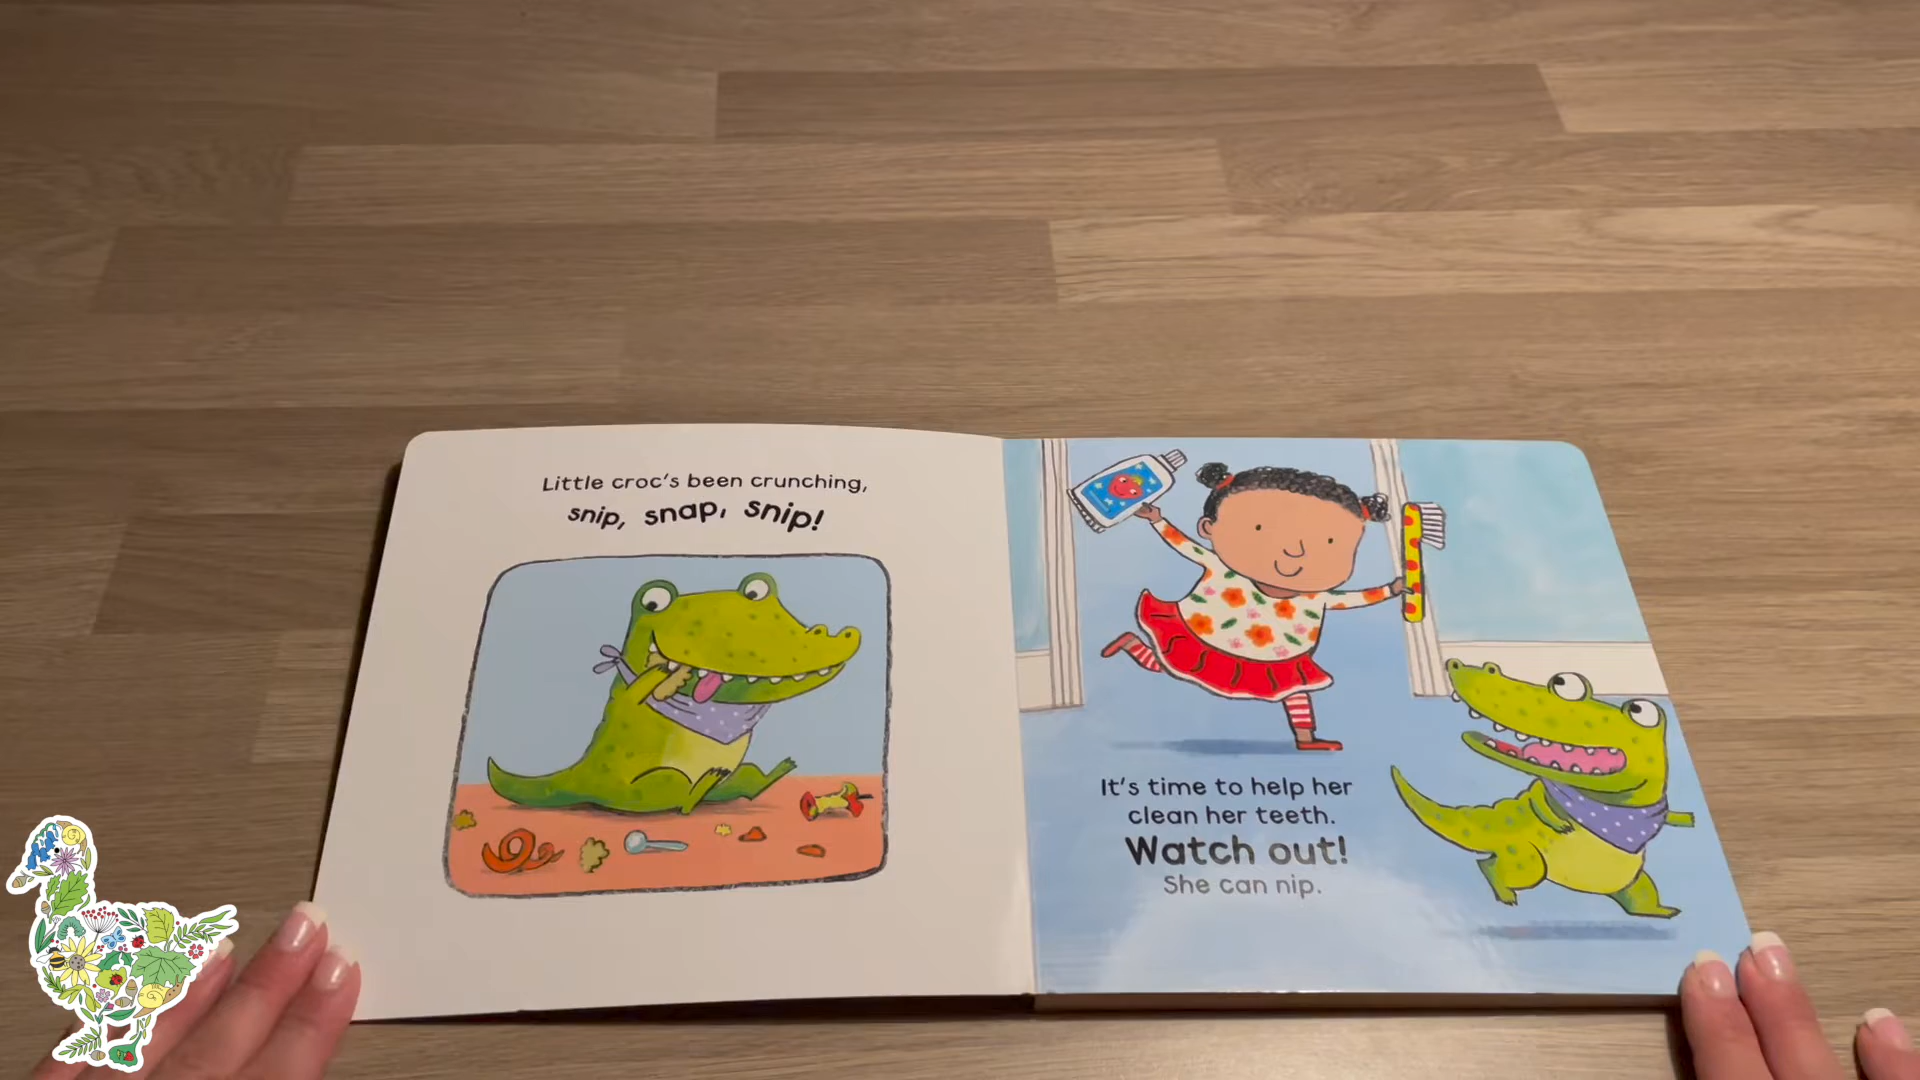 Little croc's been crunching,
snip, snap, snip!
It's time to help her
clean her teeth.
Watch out!
She can nip.